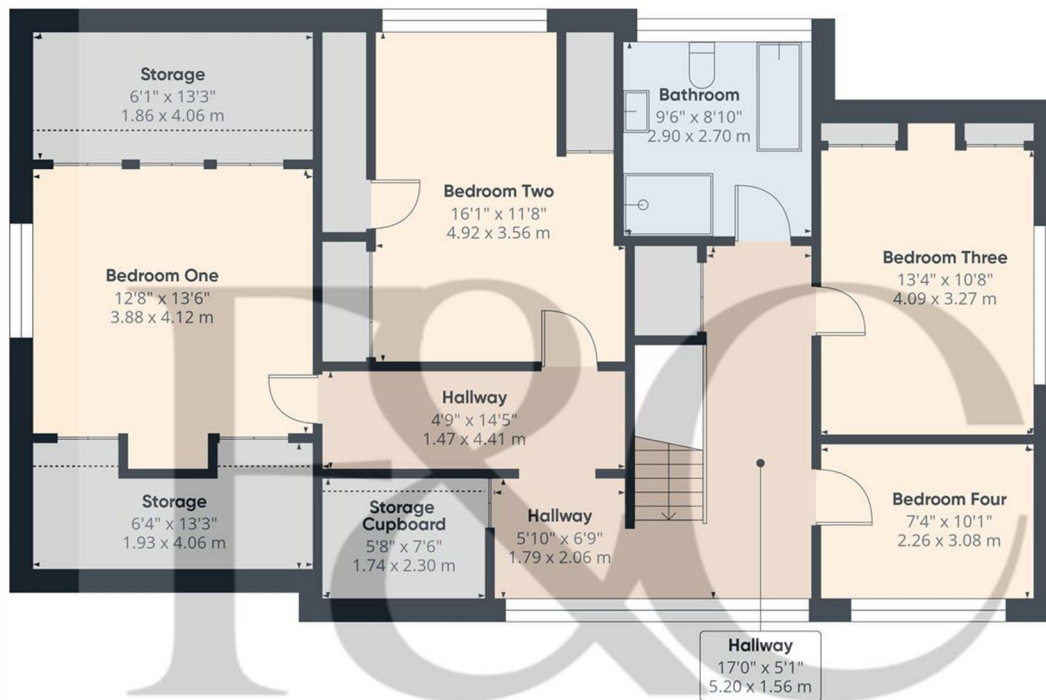 Storage
6'1" x 13'3"
1.86 x 4.06 m
Bedroom One
12'8" x 13'6"
3.88 x 4.12 m
Storage
6'4" x 13'3"
1.93 x 4.06 m
Bedroom Two
16'1" x 11'8"
4.92 x 3.56 m
Hallway
4'9" x 14'5"
1.47 x 4.41 m
Storage
Cupboard
5'8" x 7'6"
1.74 x 2.30 m
Hallway
5'10" x 6'9"
1.79 x 2.06 m
Bathroom
9'6" x 8'10"
2.90 x 2.70 m
Bedroom Three
13'4" x 10'8"
4.09 x 3.27 m
Bedroom Four
7'4" x 10'1"
2.26 x 3.08 m
Hallway
17'0" x 5'1"
5.20 x 1.56 m
F&C